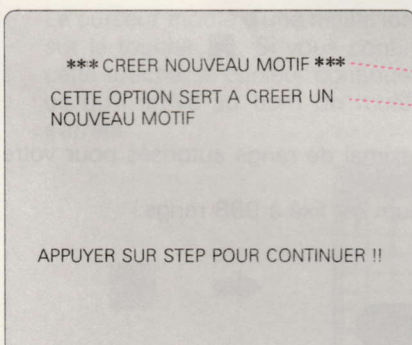 *** CREER NOUVEAU MOTIF ***
CETTE OPTION SERT A CREER UN
NOUVEAU MOTIF
APPUYER SUR STEP POUR CONTINUER !!